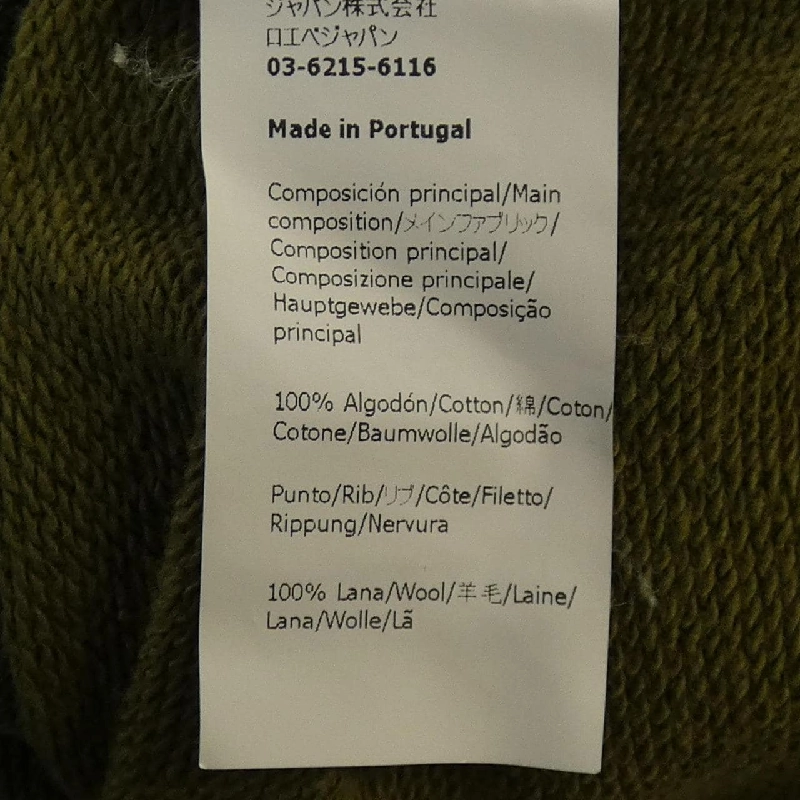 ジャパン株式会社
ロエベジャパン
03-6215-6116
Made in Portugal
Composición principal/Main
composition/メインファブリック/
Composition principal/
Composizione principale/
Hauptgewebe/Composição
principal
100% Algodón/Cotton/綿/Coton/
Cotone/Baumwolle/Algodão
Punto/Rib/リブ/Côte/Filetto/
Rippung/Nervura
100% Lana/Wool/羊毛/Laine/
Lana/Wolle/Lã